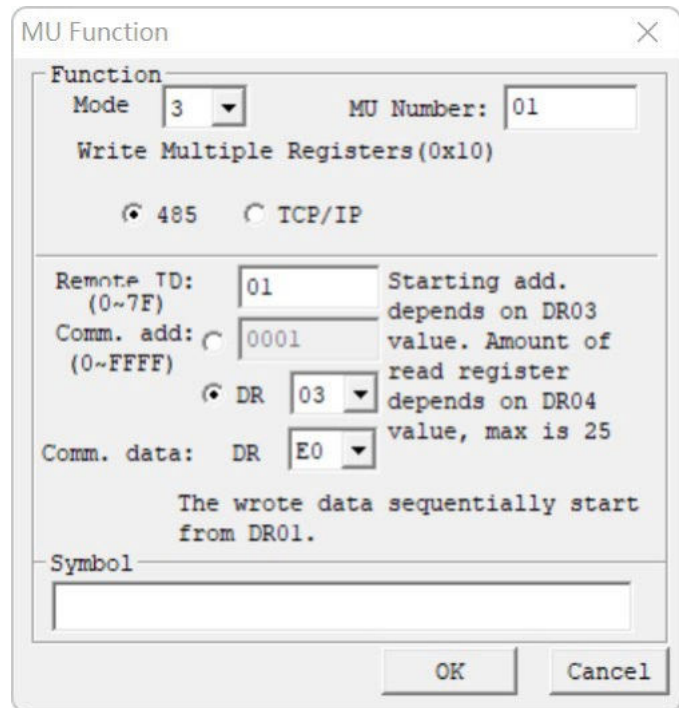 MU Function
Function
Mode 3 MU Number: 01
Write Multiple Registers(0x10)
485 TCP/IP
Remote ID: 01
(0~7F)
Comm. add: 0001
(0~FFFF)
DR 03
Starting add.
depends on DR03
value. Amount of
read register
depends on DR04
value, max is 25
Comm. data: DR E0
The wrote data sequentially start
from DR01.
Symbol
OK Cancel